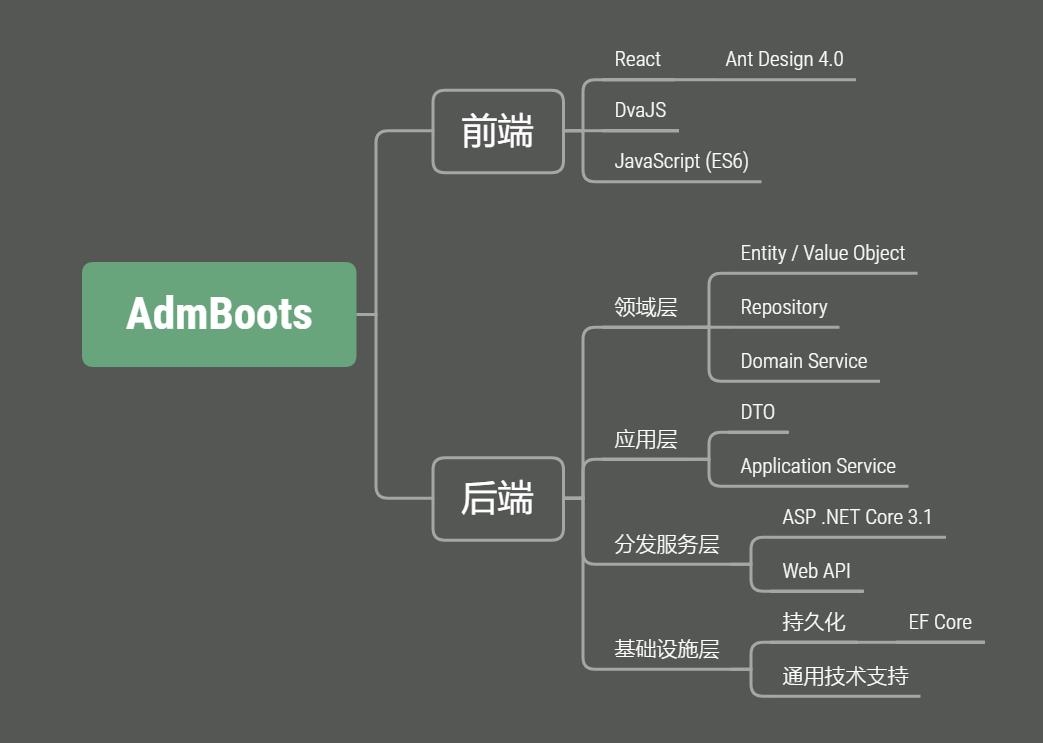 AdmBoots
前端
React
Ant Design 4.0
DvaJS
JavaScript (ES6)
后端
领域层
Entity / Value Object
Repository
Domain Service
应用层
DTO
Application Service
分发服务层
ASP .NET Core 3.1
Web API
基础设施层
持久化
EF Core
通用技术支持